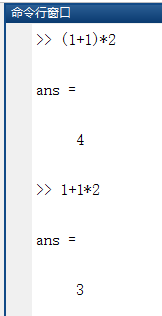 命令行窗口
>> (1+1)*2
ans =
4
>> 1+1*2
ans =
3